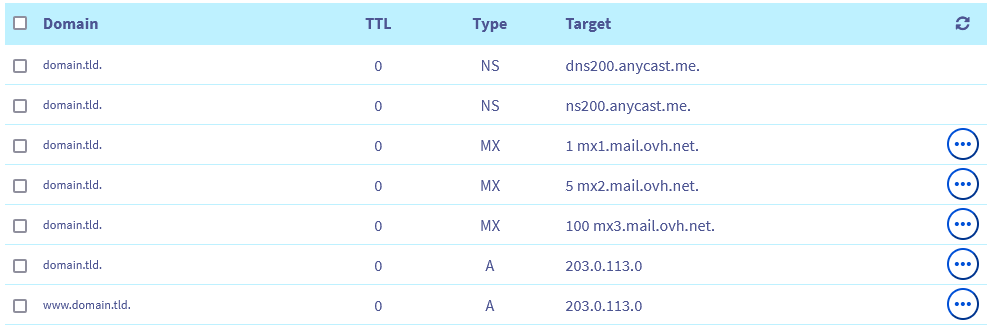 Domain TTL Type Target
domain.tld. 0 NS dns200.anycast.me.
domain.tld. 0 NS ns200.anycast.me.
domain.tld. 0 MX 1 mx1.mail.ovh.net.
domain.tld. 0 MX 5 mx2.mail.ovh.net.
domain.tld. 0 MX 100 mx3.mail.ovh.net.
domain.tld. 0 A 203.0.113.0
www.domain.tld. 0 A 203.0.113.0